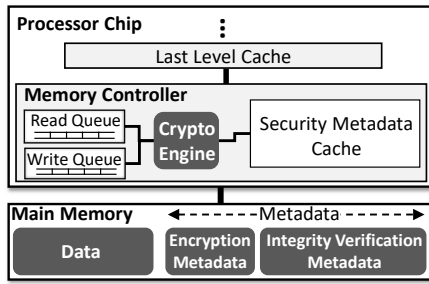 Processor Chip
Last Level Cache
Memory Controller
Read Queue
Write Queue
Crypto
Engine
Security Metadata
Cache
Main Memory
Metadata
Data
Encryption
Metadata
Integrity Verification
Metadata